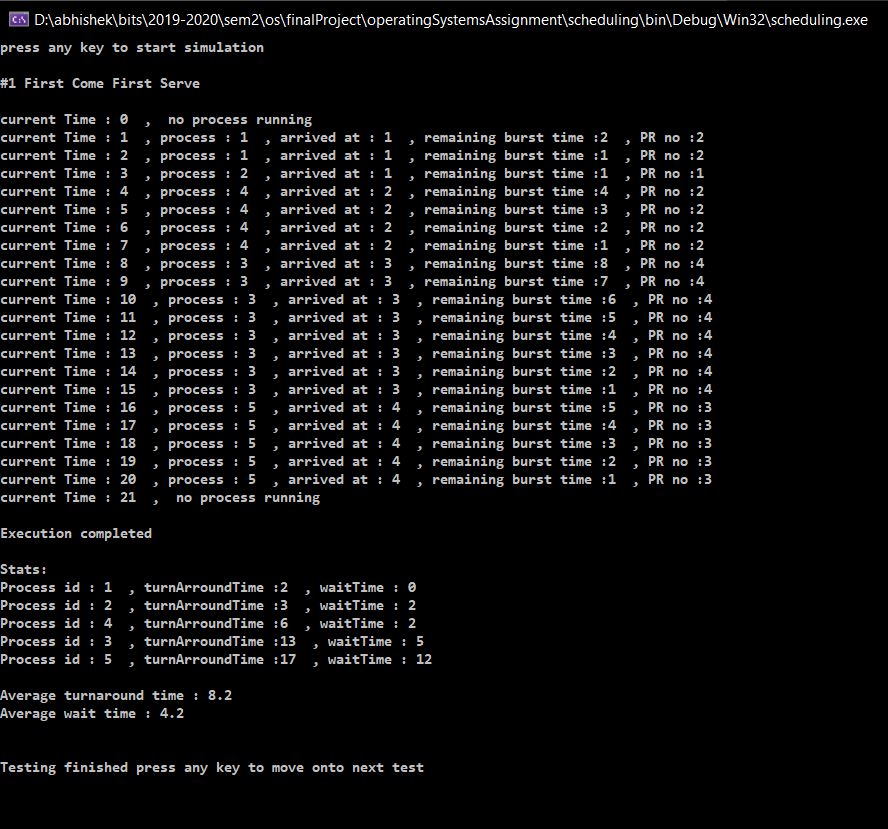 D:\abhishek\bits\2019-2020\sem2\os\finalProject\operatingSystemsAssignment\scheduling\bin\Debug\Win32\scheduling.exe
press any key to start simulation
#1 First Come First Serve
current Time : 0  ,  no process running
current Time : 1  , process : 1  , arrived at : 1  , remaining burst time :2  , PR no :2
current Time : 2  , process : 1  , arrived at : 1  , remaining burst time :1  , PR no :2
current Time : 3  , process : 2  , arrived at : 1  , remaining burst time :1  , PR no :1
current Time : 4  , process : 4  , arrived at : 2  , remaining burst time :4  , PR no :2
current Time : 5  , process : 4  , arrived at : 2  , remaining burst time :3  , PR no :2
current Time : 6  , process : 4  , arrived at : 2  , remaining burst time :2  , PR no :2
current Time : 7  , process : 4  , arrived at : 2  , remaining burst time :1  , PR no :2
current Time : 8  , process : 3  , arrived at : 3  , remaining burst time :8  , PR no :4
current Time : 9  , process : 3  , arrived at : 3  , remaining burst time :7  , PR no :4
current Time : 10  , process : 3  , arrived at : 3  , remaining burst time :6  , PR no :4
current Time : 11  , process : 3  , arrived at : 3  , remaining burst time :5  , PR no :4
current Time : 12  , process : 3  , arrived at : 3  , remaining burst time :4  , PR no :4
current Time : 13  , process : 3  , arrived at : 3  , remaining burst time :3  , PR no :4
current Time : 14  , process : 3  , arrived at : 3  , remaining burst time :2  , PR no :4
current Time : 15  , process : 3  , arrived at : 3  , remaining burst time :1  , PR no :4
current Time : 16  , process : 5  , arrived at : 4  , remaining burst time :5  , PR no :3
current Time : 17  , process : 5  , arrived at : 4  , remaining burst time :4  , PR no :3
current Time : 18  , process : 5  , arrived at : 4  , remaining burst time :3  , PR no :3
current Time : 19  , process : 5  , arrived at : 4  , remaining burst time :2  , PR no :3
current Time : 20  , process : 5  , arrived at : 4  , remaining burst time :1  , PR no :3
current Time : 21  ,  no process running
Execution completed
Stats:
Process id : 1  , turnArroundTime :2  , waitTime : 0
Process id : 2  , turnArroundTime :3  , waitTime : 2
Process id : 4  , turnArroundTime :6  , waitTime : 2
Process id : 3  , turnArroundTime :13  , waitTime : 5
Process id : 5  , turnArroundTime :17  , waitTime : 12
Average turnaround time : 8.2
Average wait time : 4.2
Testing finished press any key to move onto next test